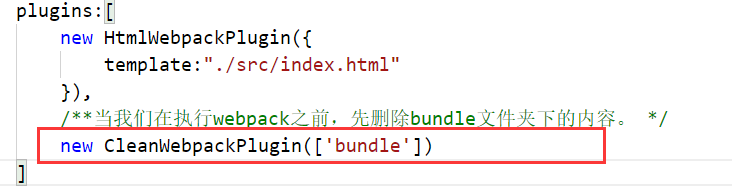 plugins:[
new HtmlWebpackPlugin({
template:"./src/index.html"
}),
/**当我们在执行webpack之前，先删除bundle文件夹下的内容。 */
new CleanWebpackPlugin(['bundle'])
]